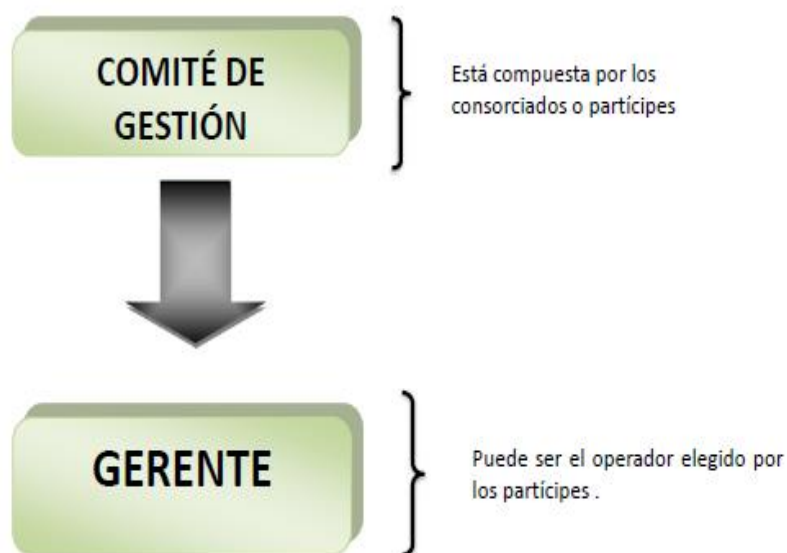 COMITÉ DE
GESTIÓN
Está compuesta por los
consorciados o partícipes
GERENTE
Puede ser el operador elegido por
los partícipes .